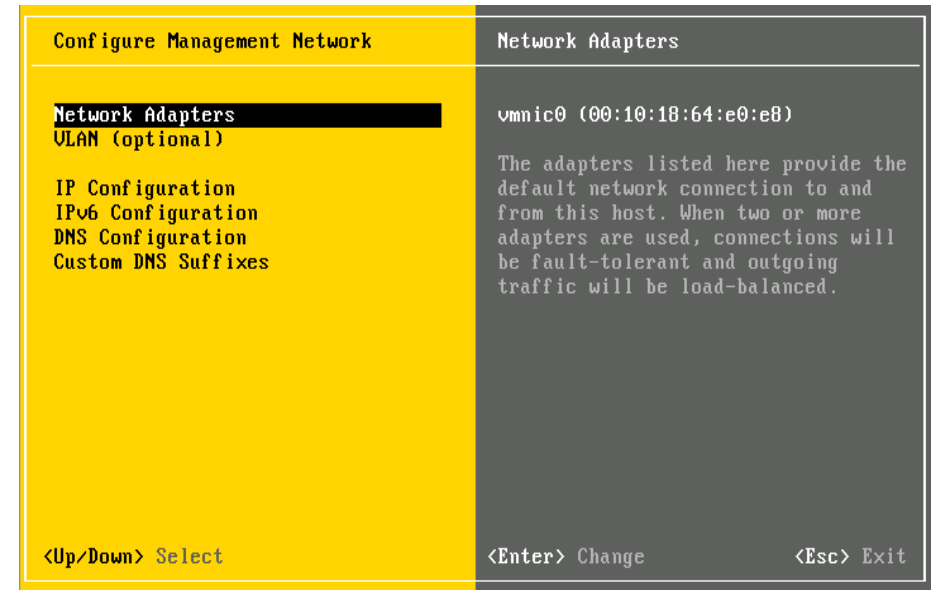 Configure Management Network
Network Adapters
Network Adapters
VLAN (optional)
IP Configuration
IPv6 Configuration
DNS Configuration
Custom DNS Suffixes
vmnic0 (00:10:18:64:e0:e8)
The adapters listed here provide the
default network connection to and
from this host. When two or more
adapters are used, connections will
be fault-tolerant and outgoing
traffic will be load-balanced.
<Up/Down> Select
<Enter> Change
<Esc> Exit